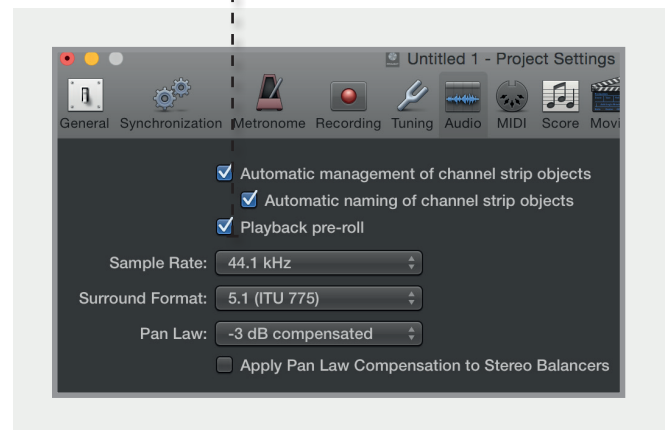 Untitled 1 - Project Settings
General Synchronization Metronome Recording Tuning Audio MIDI Score Movi
Automatic management of channel strip objects
Automatic naming of channel strip objects
Playback pre-roll
Sample Rate: 44.1 kHz
Surround Format: 5.1 (ITU 775)
Pan Law: -3 dB compensated
Apply Pan Law Compensation to Stereo Balancers